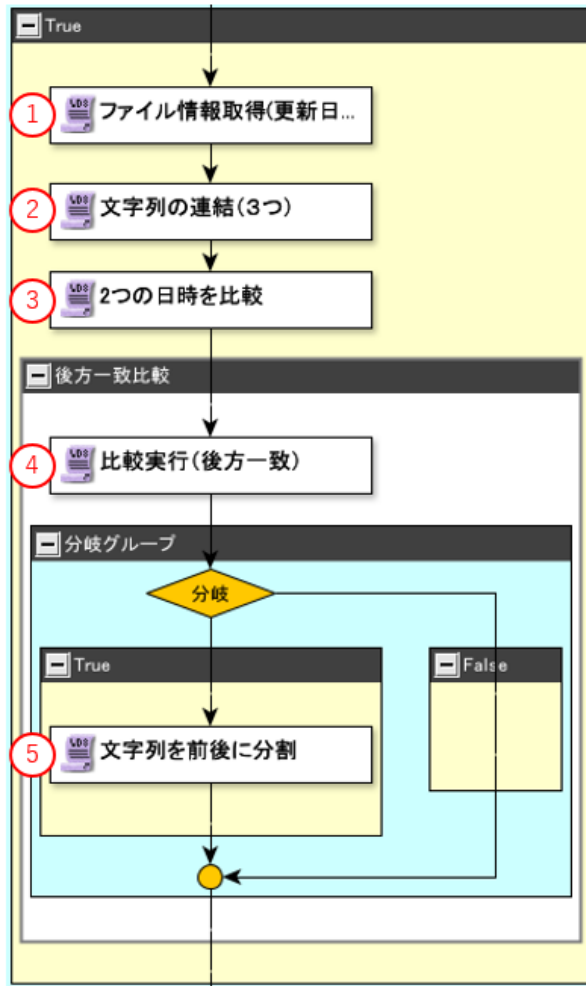 True
① ファイル情報取得(更新日...
② 文字列の連結(3つ)
③ 2つの日時を比較
後方一致比較
④ 比較実行(後方一致)
分岐グループ
分岐
True
False
⑤ 文字列を前後に分割